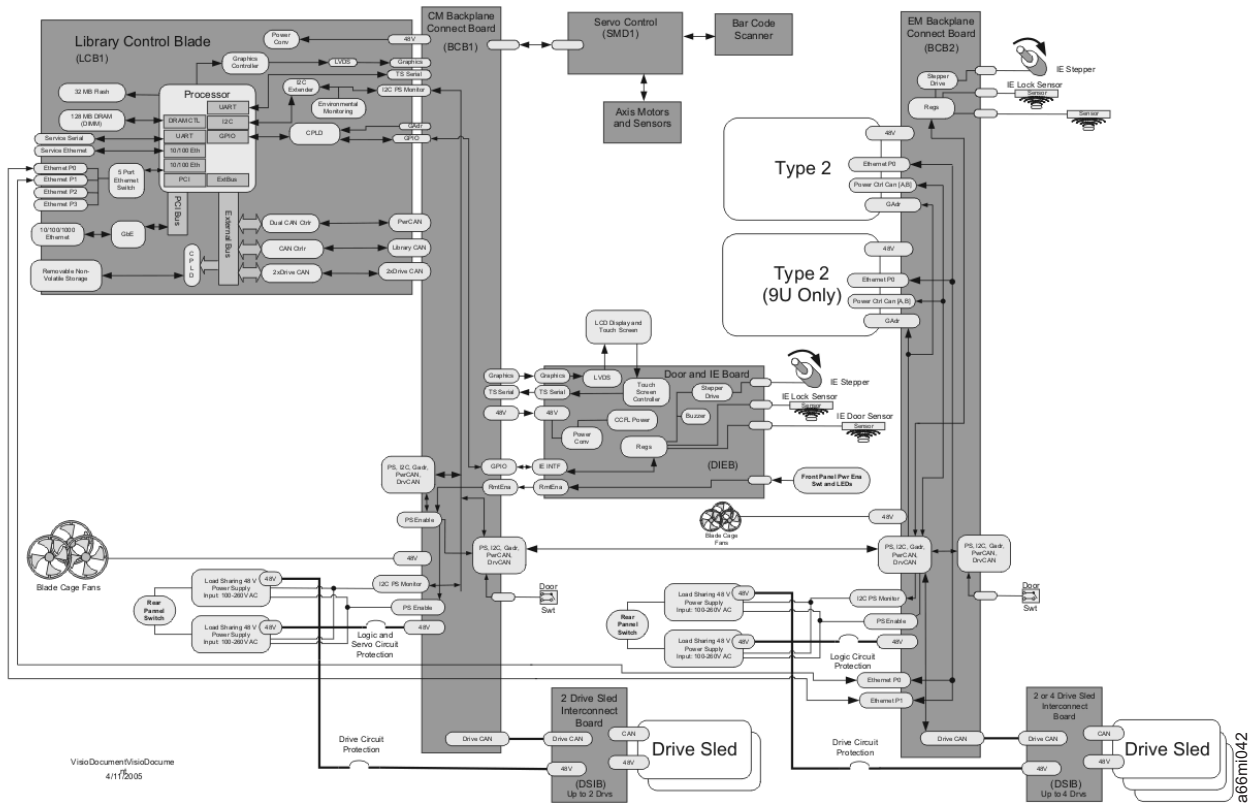 Library Control Blade
(LCB1)
Power
Conv
48V
Graphics
Controller
LVDS
Graphics
TS Serial
I2C
Extender
I2C PS Monitor
Environmental
Monitoring
32 MB Flash
128 MB DRAM
(DIMM)
Processor
UART
DRAM CTL
I2C
UART
GPIO
10/100 Eth
10/100 Eth
PCI
ExtBus
CPLD
GAdr
GPIO
Service Serial
Service Ethernet
Ethernet P0
Ethernet P1
Ethernet P2
Ethernet P3
5 Port
Ethernet
Switch
PCI Bus
External Bus
10/100/1000
Ethernet
GbE
Dual CAN Ctrlr
PwrCAN
CAN Ctrlr
Library CAN
CPLD
2xDrive CAN
2xDrive CAN
Removable Non-
Volatile Storage
CM Backplane
Connect Board
(BCB1)
Servo Control
(SMD1)
Bar Code
Scanner
Axis Motors
and Sensors
EM Backplane
Connect Board
(BCB2)
Stepper
Drive
Regs
IE Stepper
IE Lock Sensor
Sensor
Sensor
Type 2
48V
Ethernet P0
Power Ctrl Can [A,B]
GAdr
Type 2
(9U Only)
48V
Ethernet P0
Power Ctrl Can [A,B]
GAdr
LCD Display and
Touch Screen
Door and IE Board
Graphics
Graphics
LVDS
TS Serial
TS Serial
Touch
Screen
Controller
Stepper
Drive
48V
48V
CCFL Power
Buzzer
Power
Conv
Regs
(DIEB)
IE Stepper
IE Lock Sensor
Sensor
IE Door Sensor
Sensor
GPIO
IE INTF
RmtEna
RmtEna
Front Panel Pwr Ena
Swt and LEDs
PS, I2C, Gadr,
PwrCAN,
DrvCAN
PS Enable
PS, I2C, Gadr,
PwrCAN,
DrvCAN
48V
Blade Cage Fans
I2C PS Monitor
PS Enable
48V
Door
Swt
Rear
Pannel
Switch
Load Sharing 48 V
Power Supply
Input: 100-260V AC
48V
Load Sharing 48 V
Power Supply
Input: 100-260V AC
48V
Logic and
Servo Circuit
Protection
Blade Cage
Fans
48V
PS, I2C, Gadr,
PwrCAN,
DrvCAN
PS, I2C, Gadr,
PwrCAN,
DrvCAN
I2C PS Monitor
PS Enable
48V
Door
Swt
Rear
Pannel
Switch
Load Sharing 48 V
Power Supply
Input: 100-260V AC
48V
Load Sharing 48 V
Power Supply
Input: 100-260V AC
48V
Logic Circuit
Protection
Ethernet P0
Ethernet P1
Drive Circuit
Protection
Drive CAN
2 Drive Sled
Interconnect
Board
Drive CAN
CAN
48V
48V
(DSIB)
Up to 2 Drvs
Drive Sled
Drive Circuit
Protection
Drive CAN
2 or 4 Drive Sled
Interconnect
Board
Drive CAN
CAN
48V
48V
(DSIB)
Up to 4 Drvs
Drive Sled
VisioDocumentVisioDocume
nt
4/11/2005
a66mi042